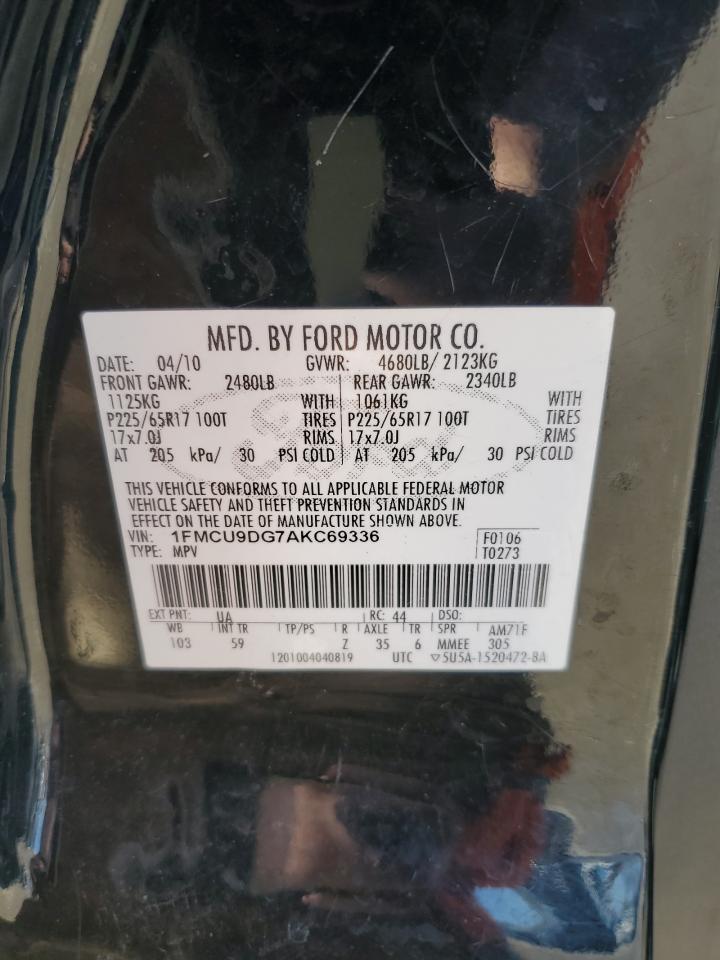 MFD. BY FORD MOTOR CO.
DATE: 04/10 GVWR: 4680LB/ 2123KG
FRONT GAWR: 2480LB REAR GAWR: 2340LB
1125KG WITH 1061KG WITH
P225/65R17 100T TIRES P225/65R17 100T TIRES
17x7.0J RIMS 17x7.0J RIMS
AT 205 kPa/ 30 PSI COLD AT 205 kPa/ 30 PSI COLD
Ford
THIS VEHICLE CONFORMS TO ALL APPLICABLE FEDERAL MOTOR
VEHICLE SAFETY AND THEFT PREVENTION STANDARDS IN
EFFECT ON THE DATE OF MANUFACTURE SHOWN ABOVE.
VIN: 1FMCU9DG7AKC69336 F0106
TYPE: MPV T0273
EXT PNT: UA RC: 44 DSO:
WB INT TR TP/PS R AXLE TR SPR AM71F
103 59 Z 35 6 MMEE 305
1201004040819 UTC ▽5U5A-1520472-BA